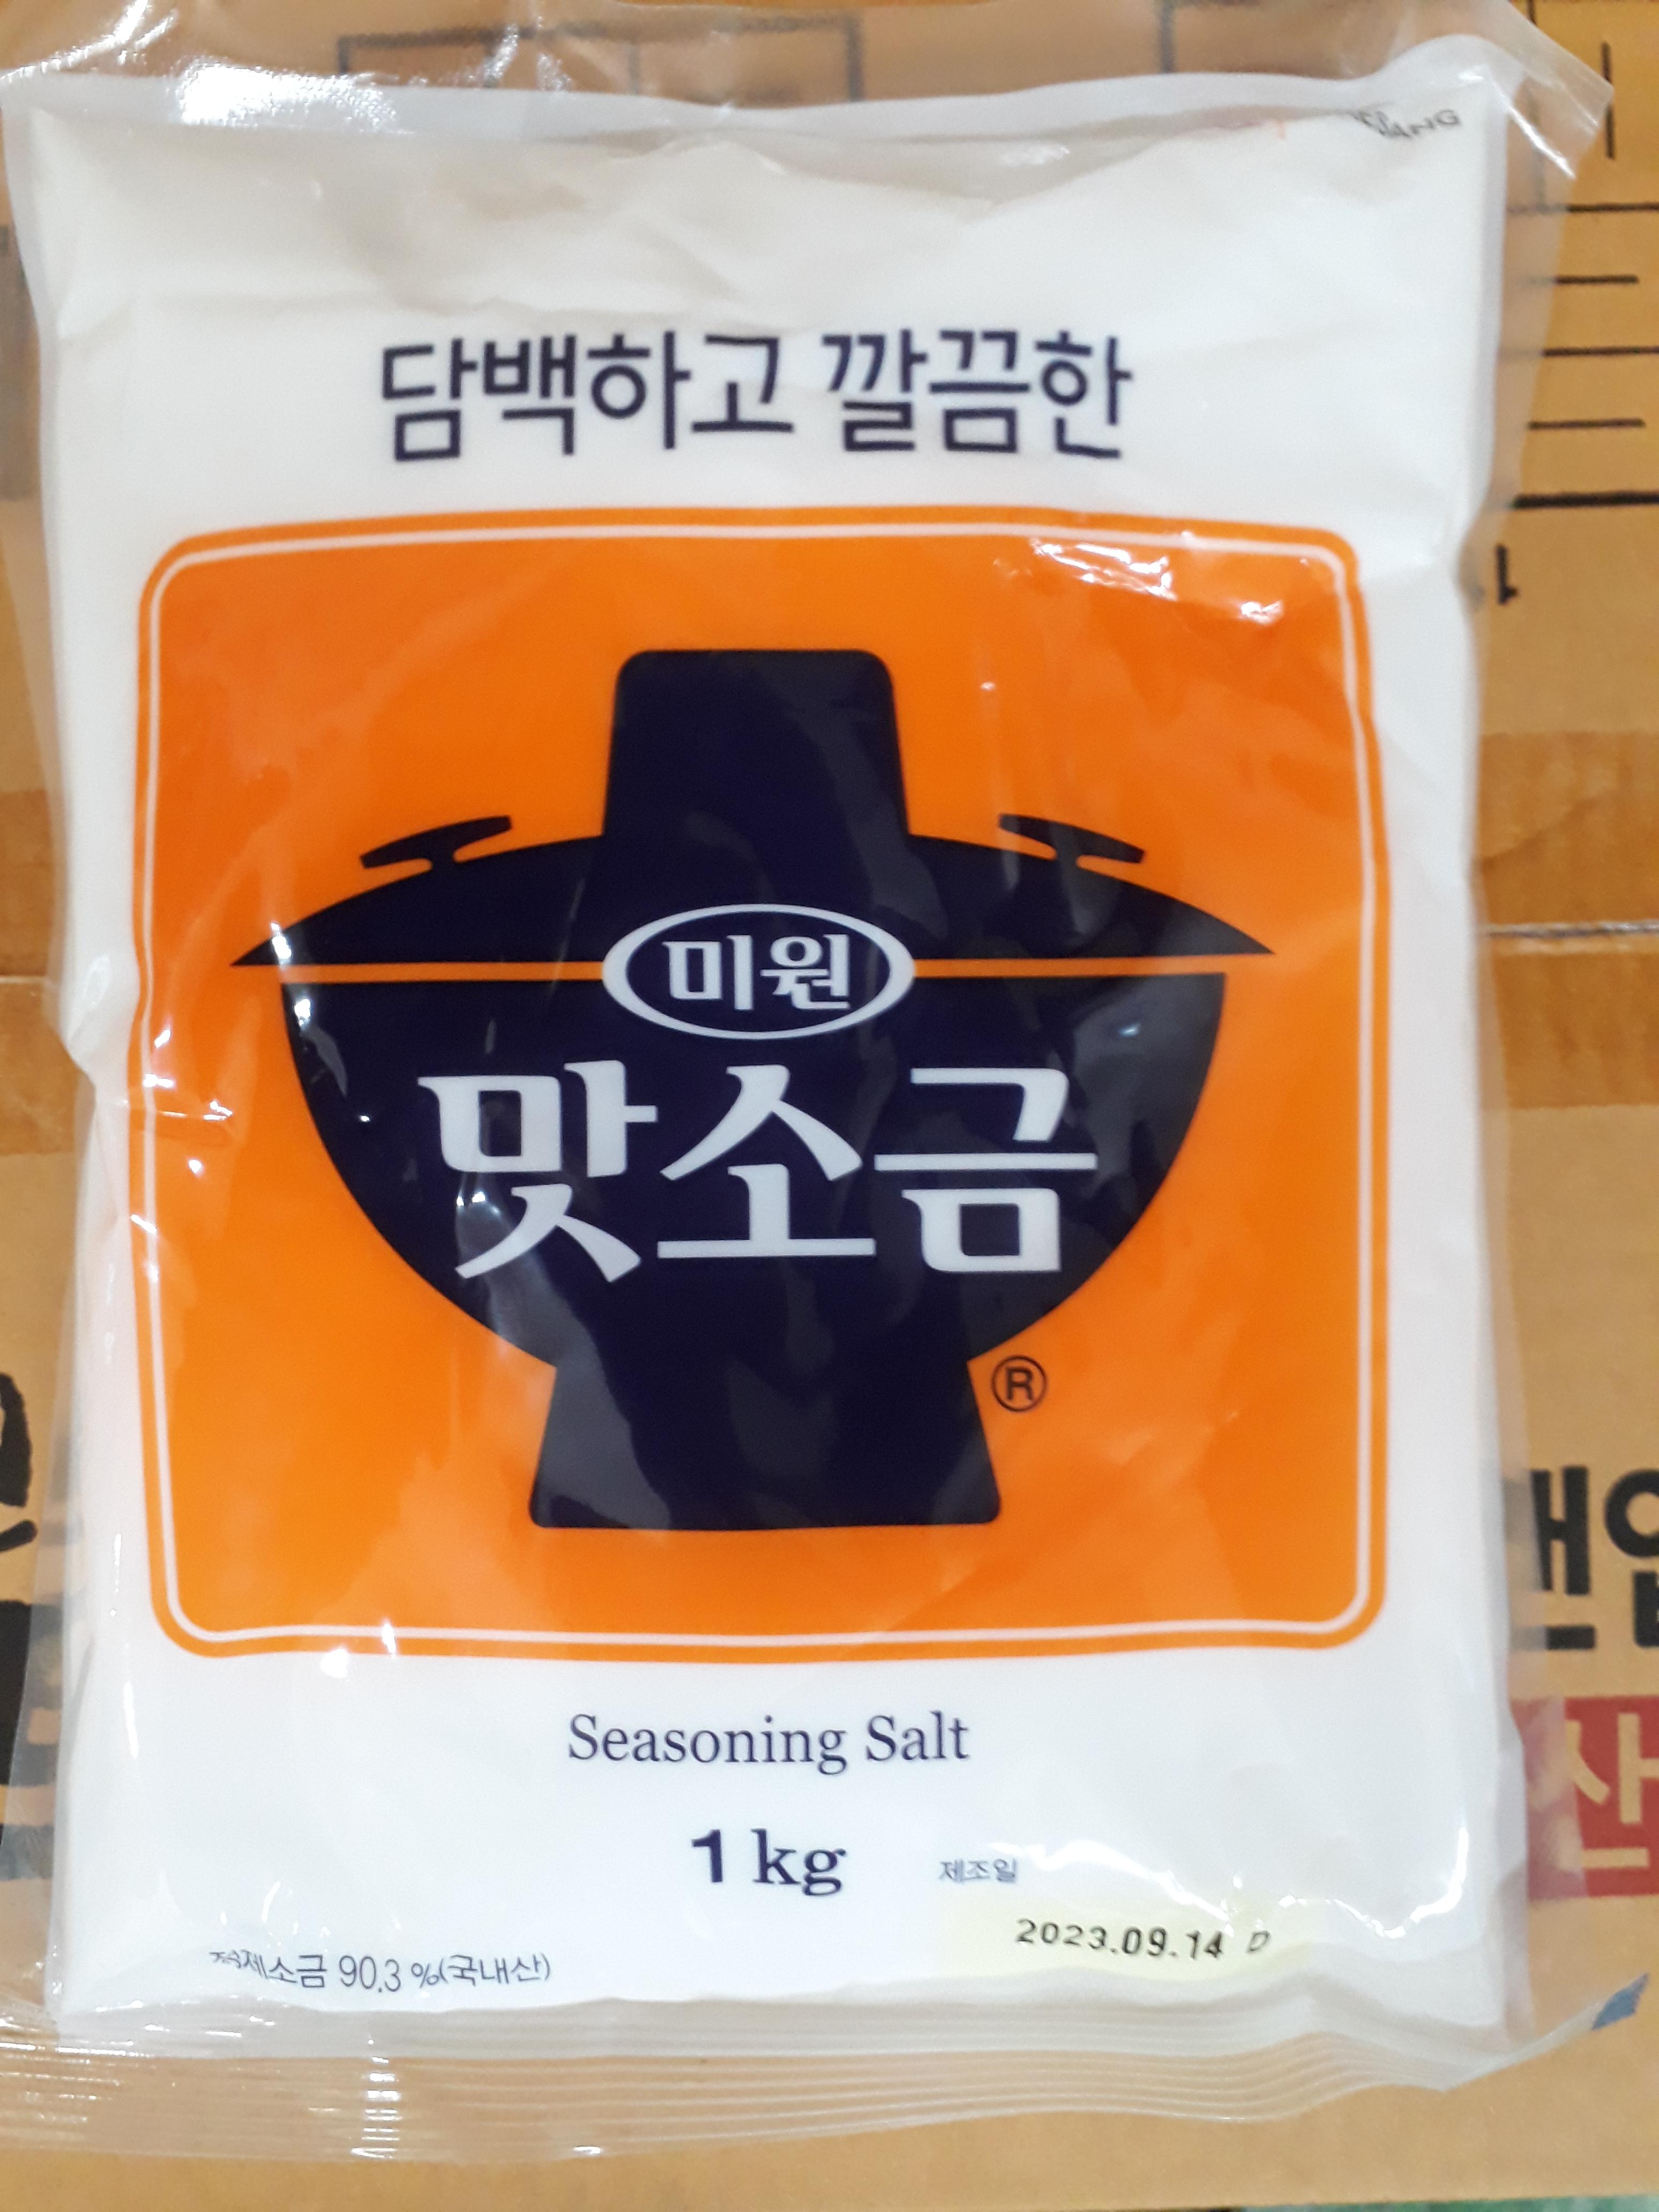 담백하고 깔끔한
미원
맛소금
®
Seasoning Salt
1 kg
제조일
2023.09.14 D
정제소금 90.3 %(국내산)
1